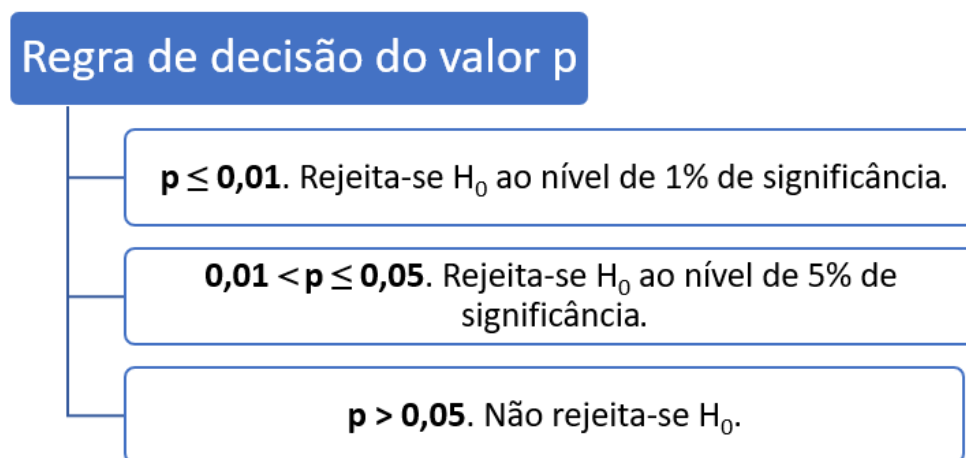 Regra de decisão do valor p
p ≤ 0,01. Rejeita-se H₀ ao nível de 1% de significância.
0,01 < p ≤ 0,05. Rejeita-se H₀ ao nível de 5% de
significância.
p > 0,05. Não rejeita-se H₀.